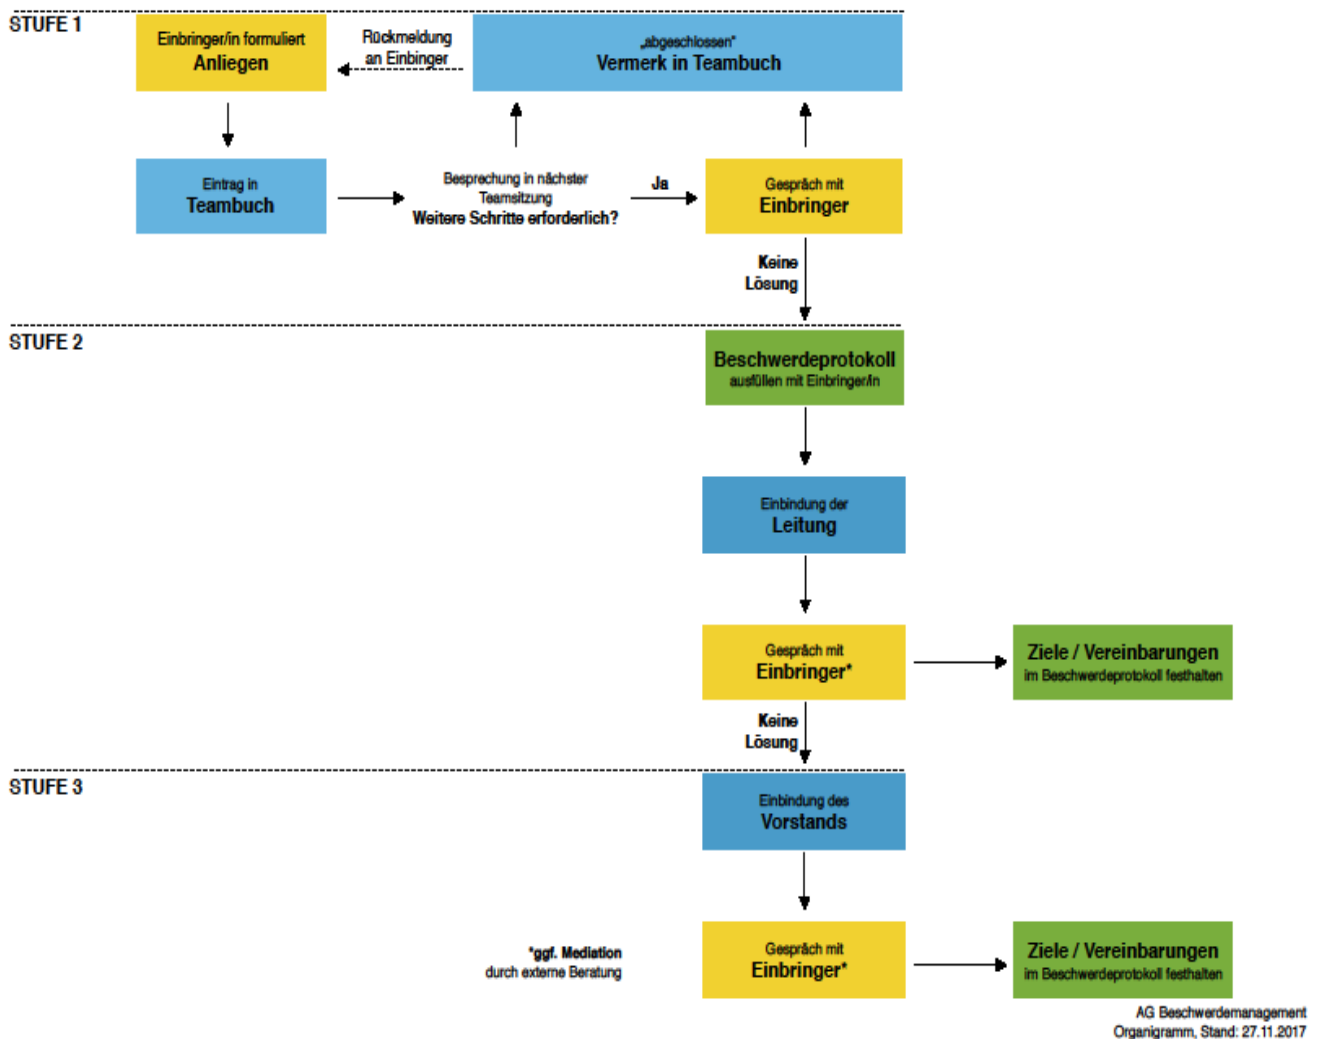 STUFE 1
Einbringer/in formuliert
Anliegen
Rückmeldung
an Einbinger
„abgeschlossen“
Vermerk in Teambuch
Eintrag in
Teambuch
Besprechung in nächster
Teamsitzung
Weitere Schritte erforderlich?
Ja
Gespräch mit
Einbringer
Keine
Lösung
STUFE 2
Beschwerdeprotokoll
ausfüllen mit Einbringer/in
Einbindung der
Leitung
Gespräch mit
Einbringer*
Ziele / Vereinbarungen
im Beschwerdeprotokoll festhalten
Keine
Lösung
STUFE 3
Einbindung des
Vorstands
*ggf. Mediation
durch externe Beratung
Gespräch mit
Einbringer*
Ziele / Vereinbarungen
im Beschwerdeprotokoll festhalten
AG Beschwerdemanagement
Organigramm, Stand: 27.11.2017